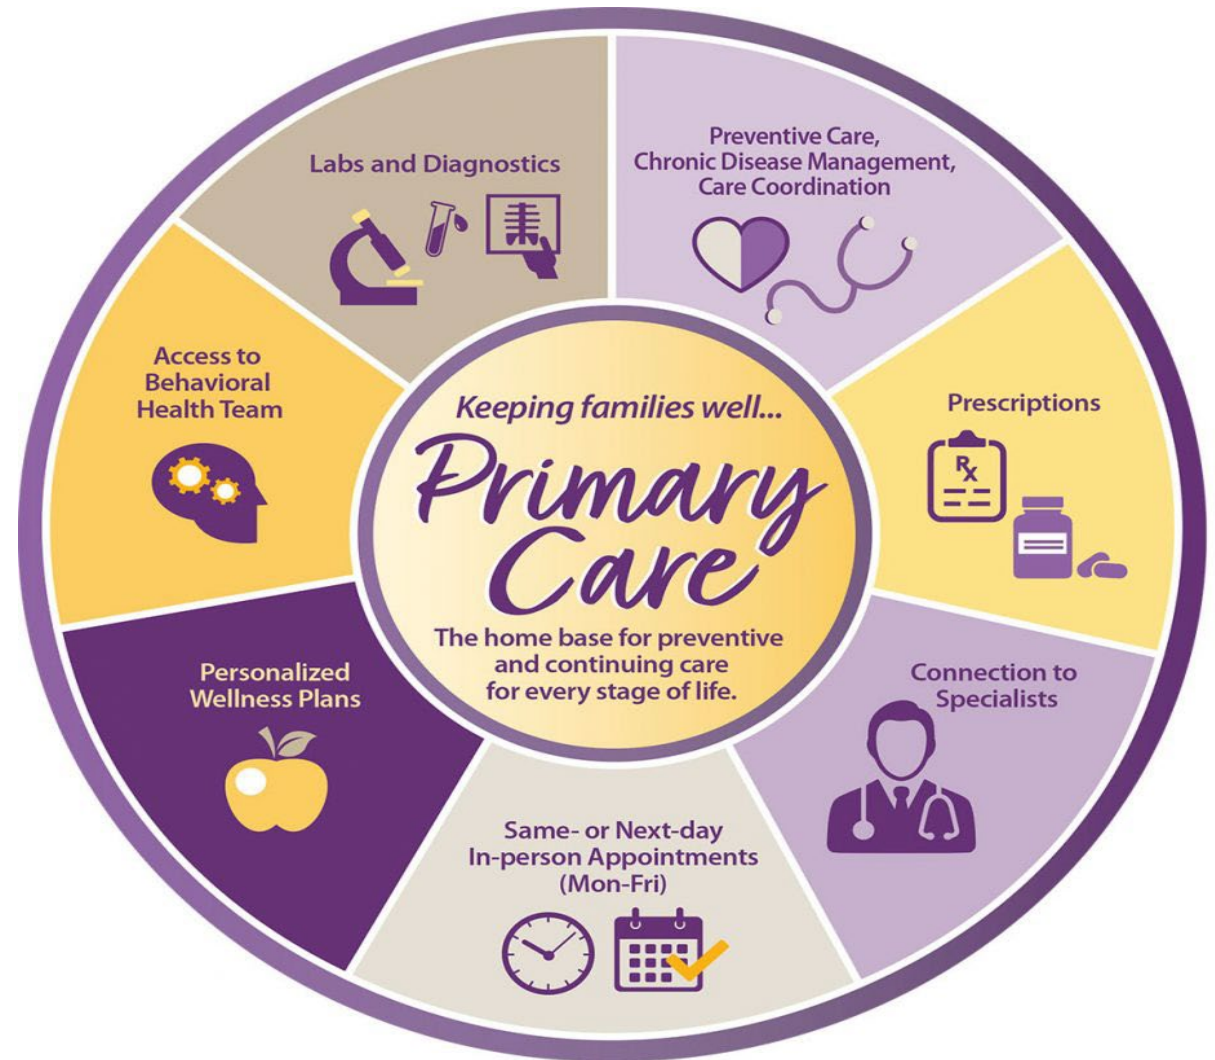 Labs and Diagnostics
Preventive Care,
Chronic Disease Management,
Care Coordination
Access to
Behavioral
Health Team
Keeping families well...
Primary
Care
The home base for preventive
and continuing care
for every stage of life.
Prescriptions
Rx
Personalized
Wellness Plans
Connection to
Specialists
Same- or Next-day
In-person Appointments
(Mon-Fri)